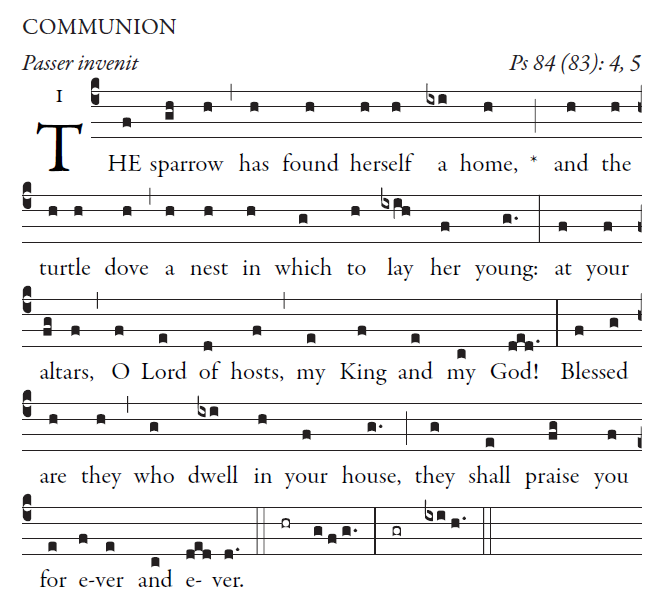 COMMUNION
Passer invenit Ps 84 (83): 4, 5
I
THE sparrow has found herself a home, * and the
turtle dove a nest in which to lay her young: at your
altars, O Lord of hosts, my King and my God! Blessed
are they who dwell in your house, they shall praise you
for e-ver and e- ver.